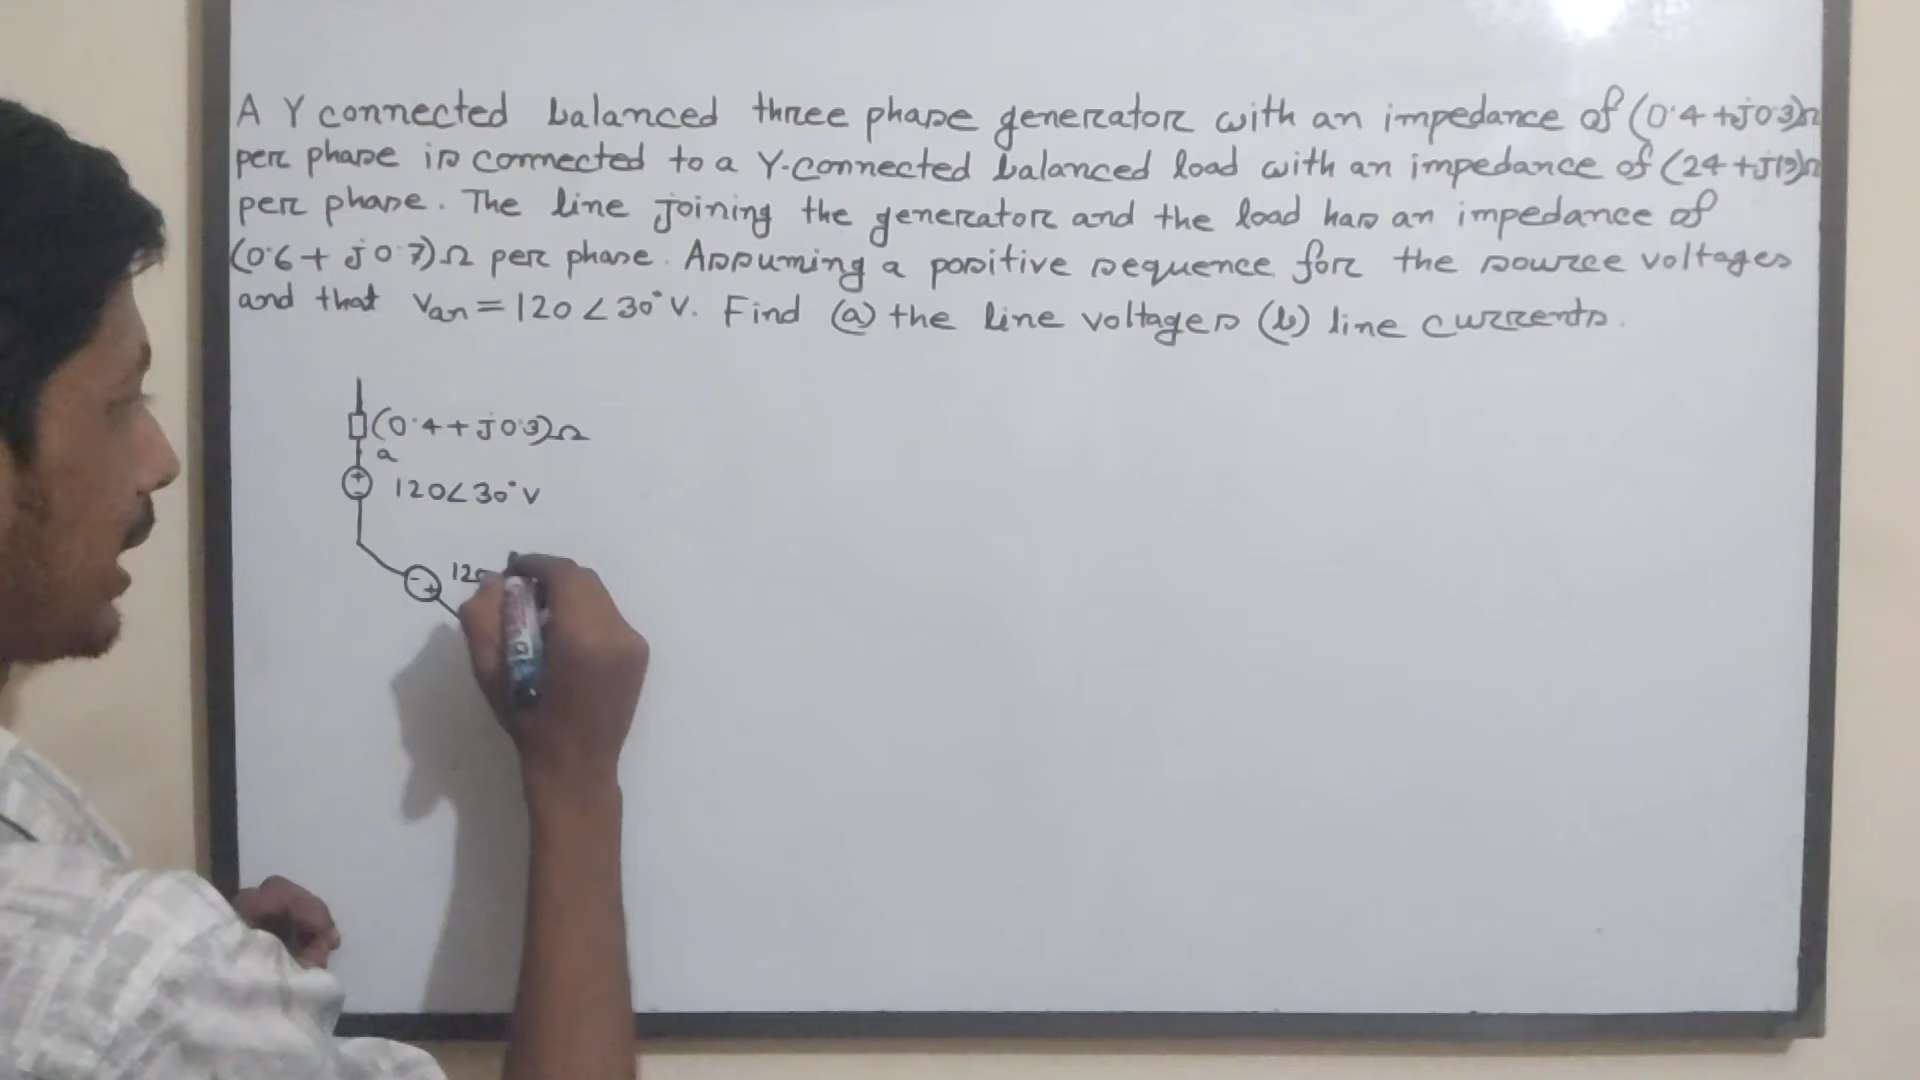 A Y connected balanced three phase generator with an impedance of (0.4+j0.3)Ω
per phase is connected to a Y-connected balanced load with an impedance of (24+j19)Ω
per phase. The line joining the generator and the load has an impedance of
(0.6+j0.7)Ω per phase. Assuming a positive sequence for the source voltages
and that Van=120∠30°V. Find (a) the line voltages (b) line currents.
(0.4+j0.3)Ω
a
+
-
120∠30°V
-
+